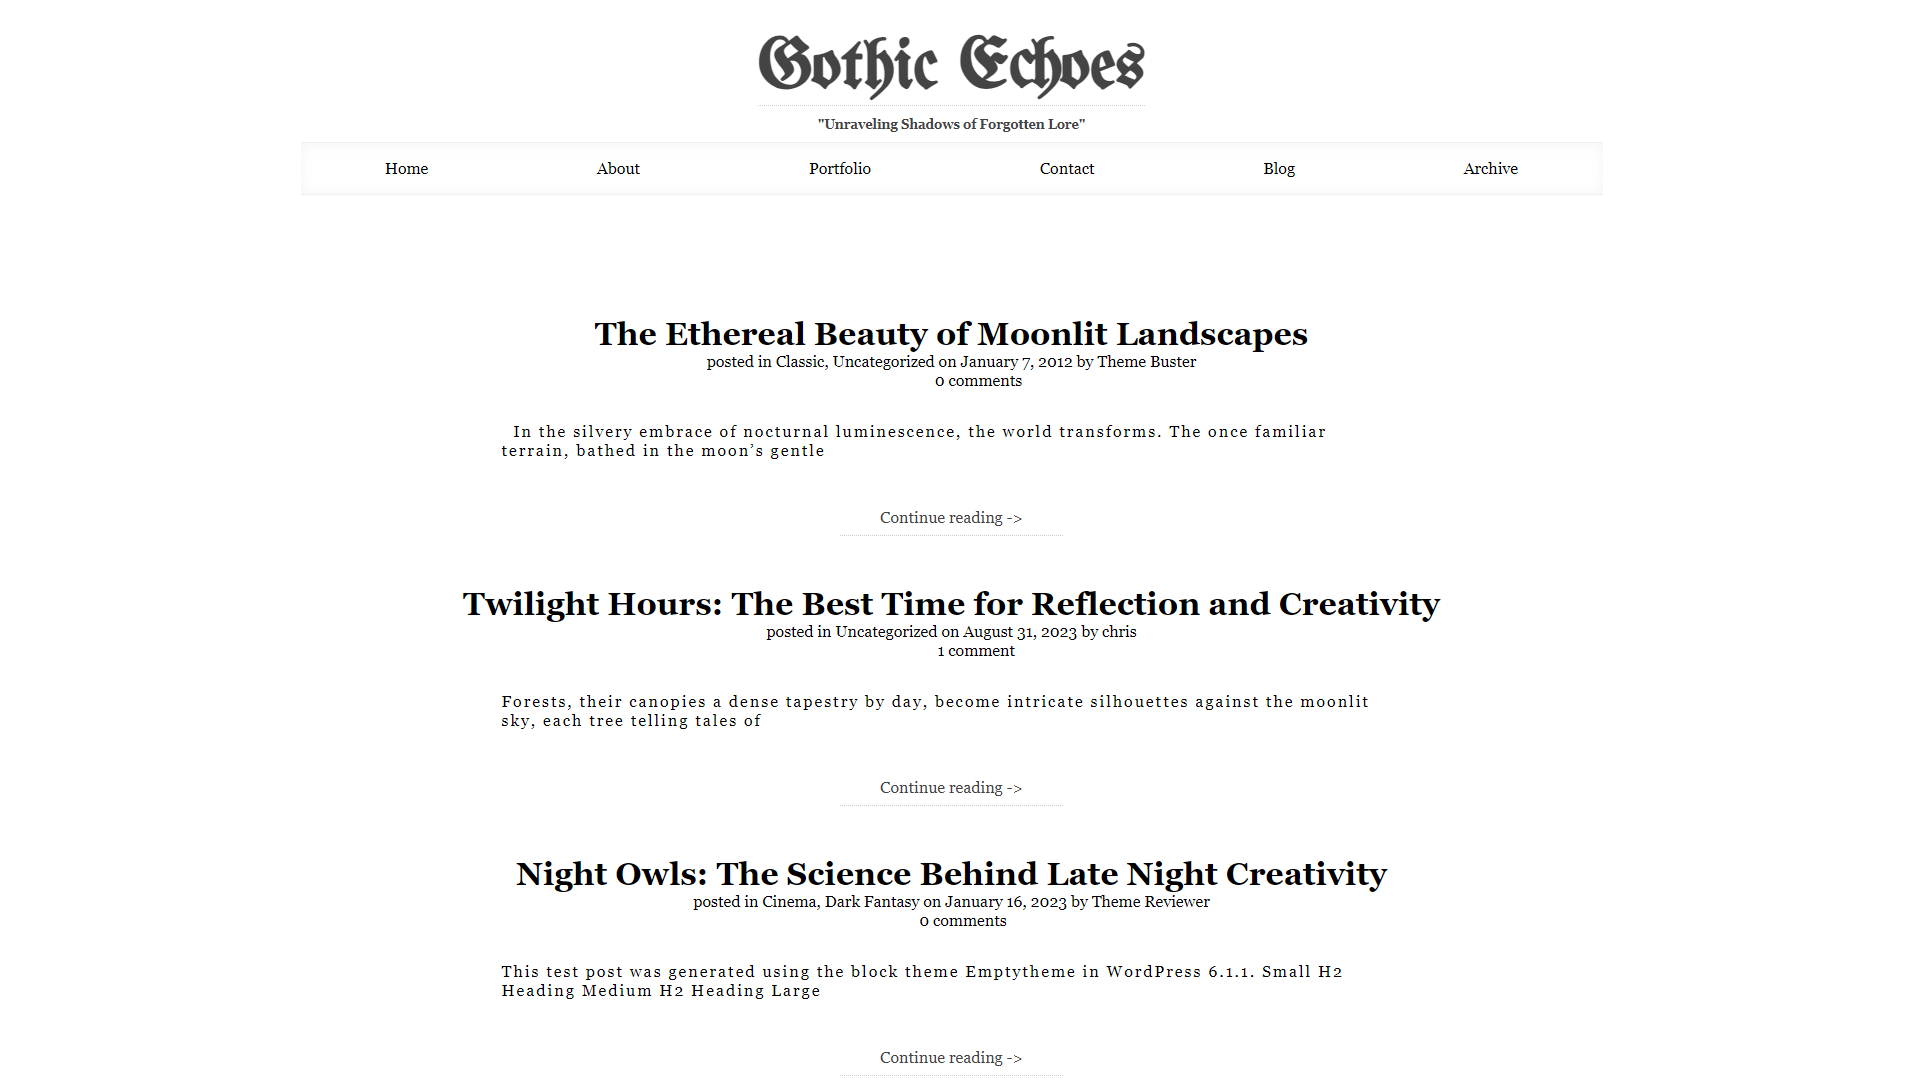 Gothic Echoes
"Unraveling Shadows of Forgotten Lore"
Home About Portfolio Contact Blog Archive
The Ethereal Beauty of Moonlit Landscapes
posted in Classic, Uncategorized on January 7, 2012 by Theme Buster
0 comments
In the silvery embrace of nocturnal luminescence, the world transforms. The once familiar
terrain, bathed in the moon’s gentle
Continue reading ->
Twilight Hours: The Best Time for Reflection and Creativity
posted in Uncategorized on August 31, 2023 by chris
1 comment
Forests, their canopies a dense tapestry by day, become intricate silhouettes against the moonlit
sky, each tree telling tales of
Continue reading ->
Night Owls: The Science Behind Late Night Creativity
posted in Cinema, Dark Fantasy on January 16, 2023 by Theme Reviewer
0 comments
This test post was generated using the block theme Emptytheme in WordPress 6.1.1. Small H2
Heading Medium H2 Heading Large
Continue reading ->